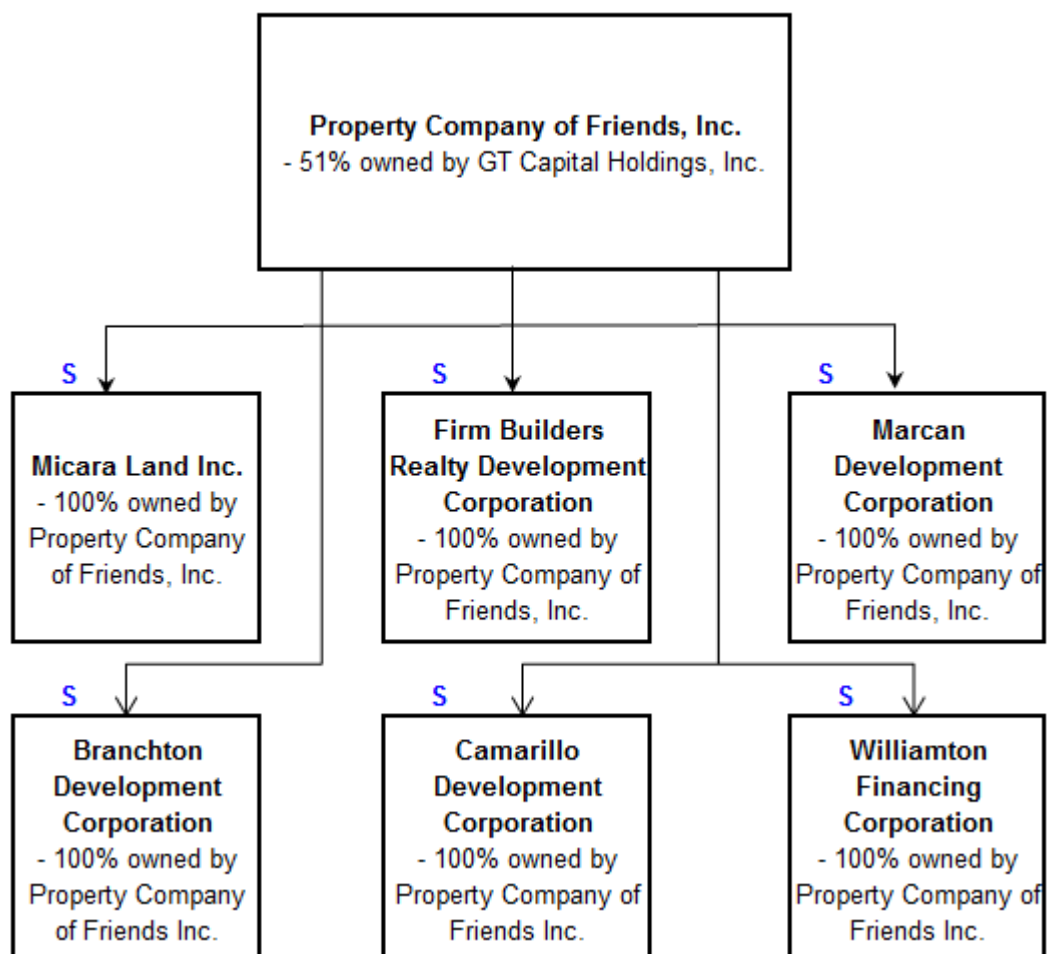 Property Company of Friends, Inc.
- 51% owned by GT Capital Holdings, Inc.
S
Micara Land Inc.
- 100% owned by
Property Company
of Friends, Inc.
S
Firm Builders
Realty Development
Corporation
- 100% owned by
Property Company of
Friends, Inc.
S
Marcan
Development
Corporation
- 100% owned by
Property Company of
Friends, Inc.
S
Branchton
Development
Corporation
- 100% owned by
Property Company
of Friends Inc.
S
Camarillo
Development
Corporation
- 100% owned by
Property Company of
Friends Inc.
S
Williamton
Financing
Corporation
- 100% owned by
Property Company of
Friends Inc.